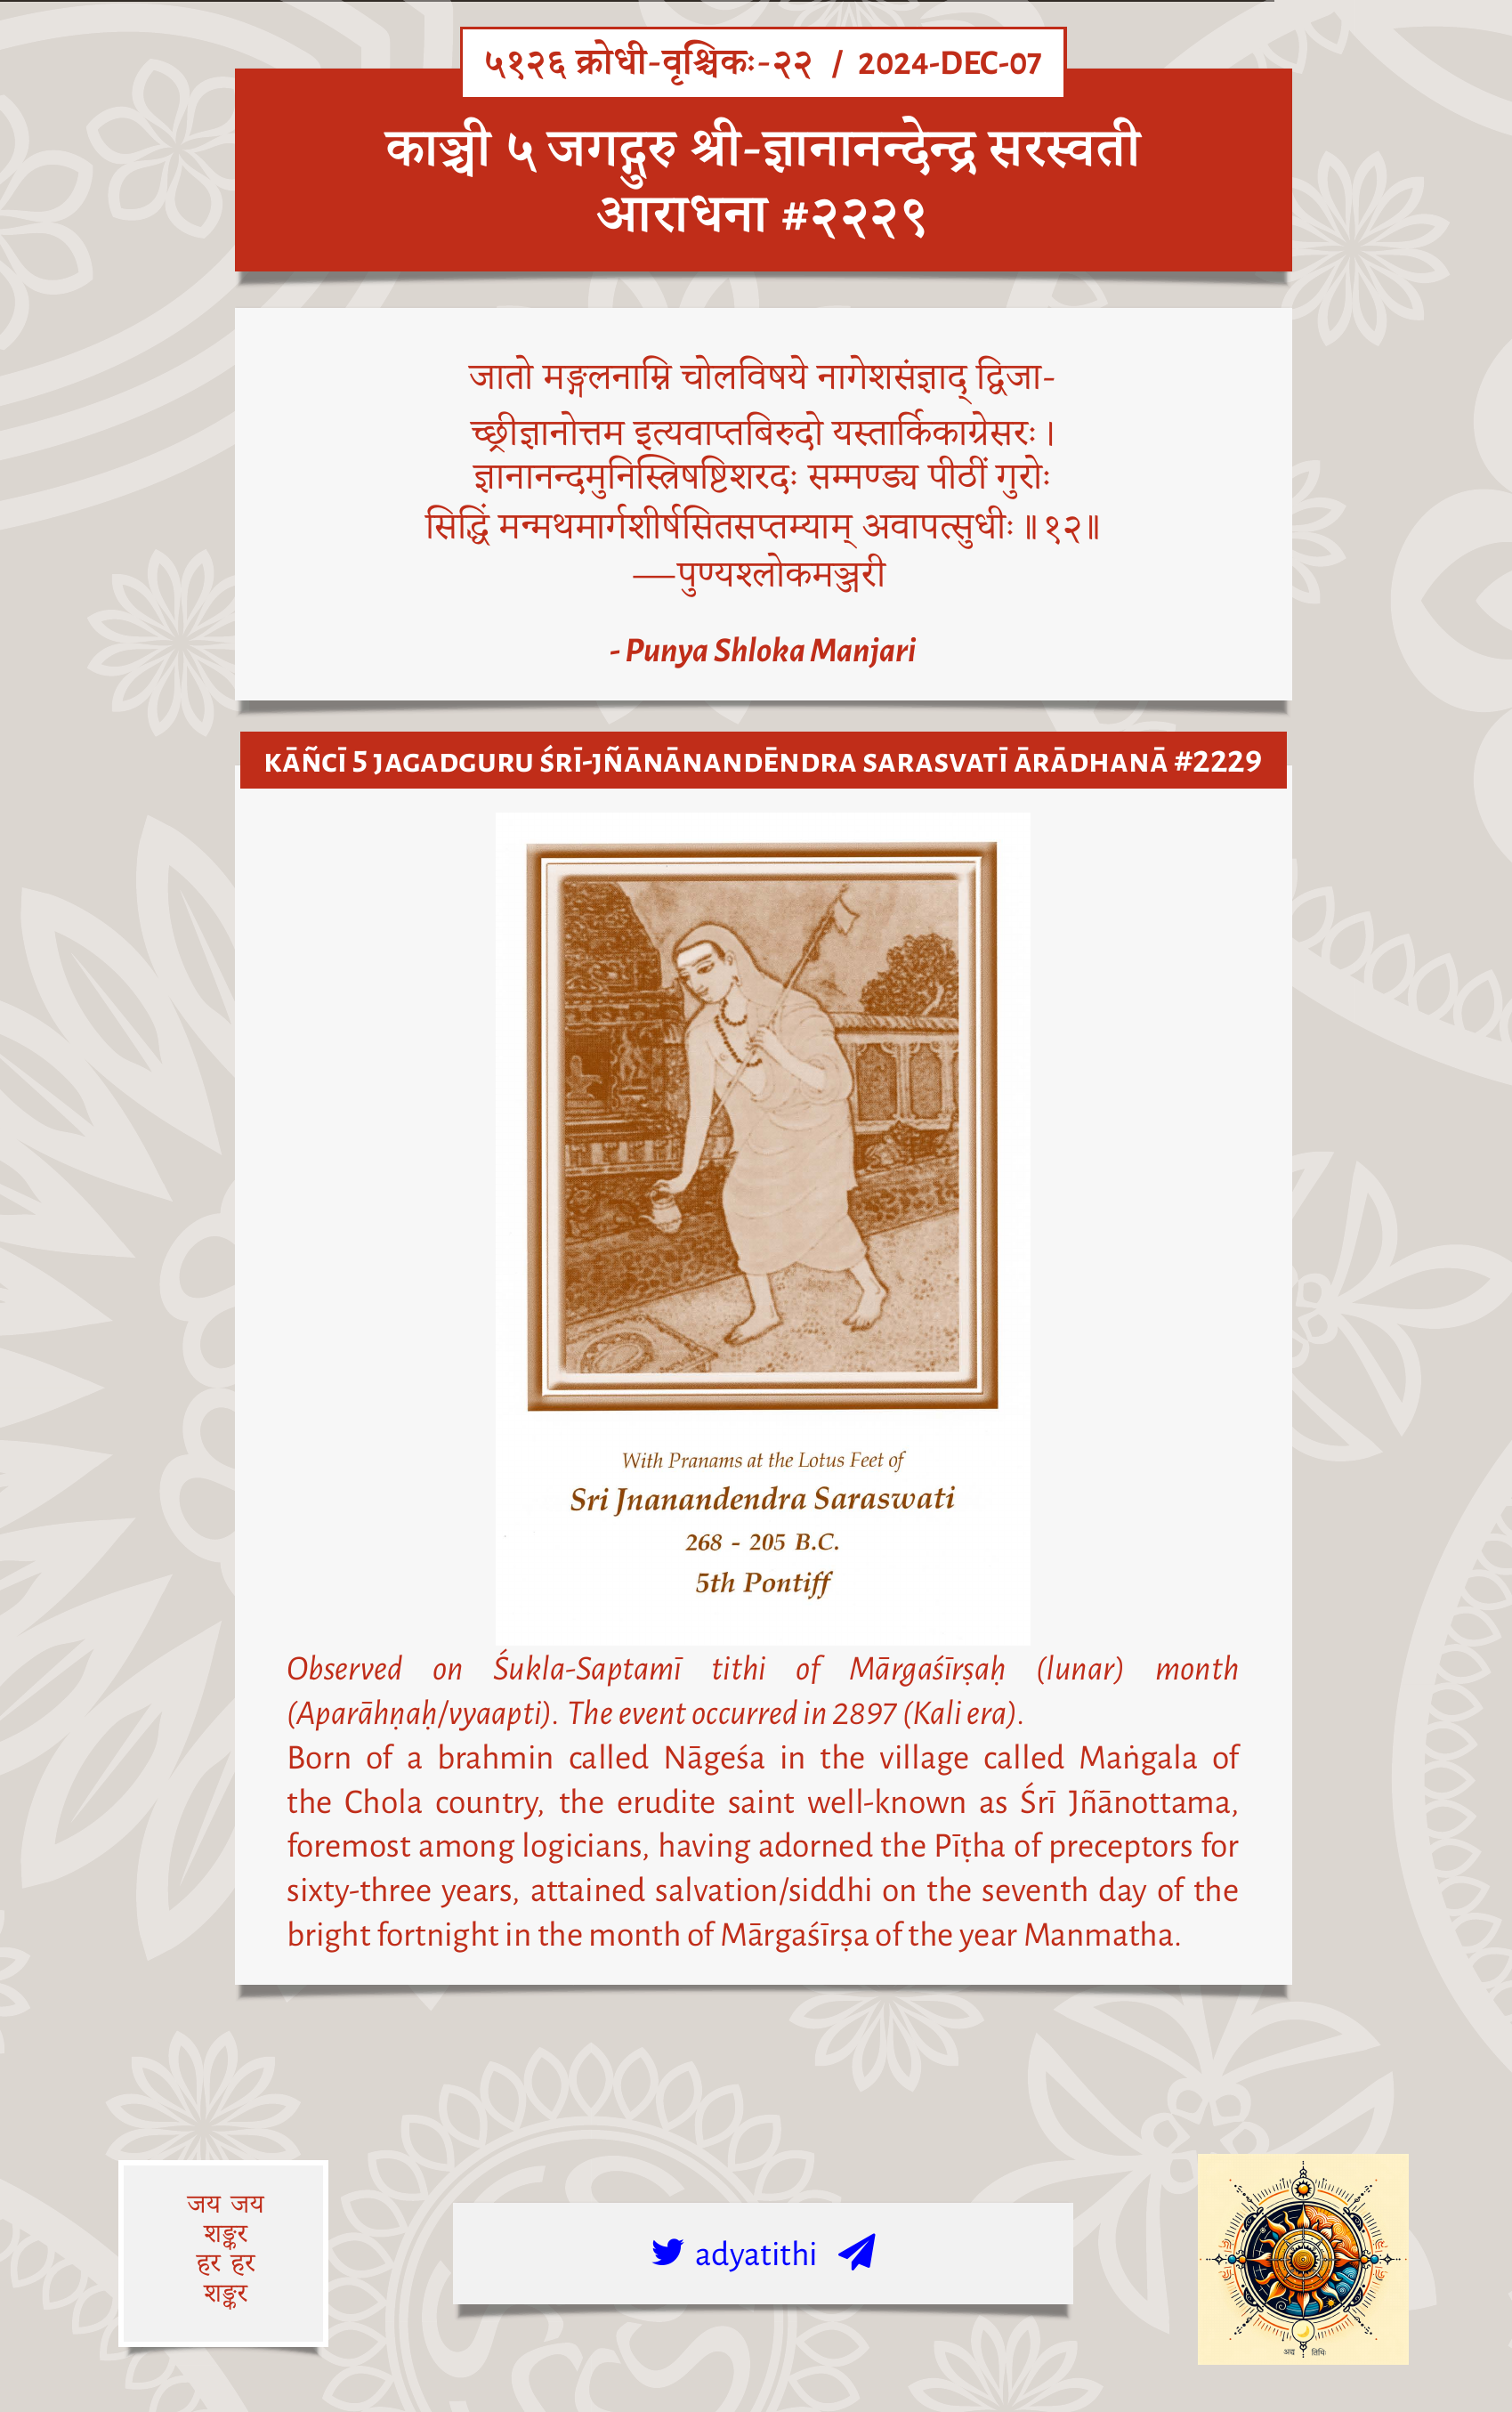 ५१२६ क्रोधी-वृश्चिकः-२२ / 2024-DEC-07
काञ्ची ५ जगद्गुरु श्री-ज्ञानानन्देन्द्र सरस्वती
आराधना #२२२९
जातो मङ्गलनाम्नि चोलविषये नागेशसंज्ञाद् द्विजा-
च्छ्रीज्ञानोत्तम इत्यवाप्तबिरुदो यस्तार्किकाग्रेसरः ।
ज्ञानानन्दमुनिस्त्रिषष्टिशरदः सम्मण्ड्य पीठीं गुरोः
सिद्धिं मन्मथमार्गशीर्षसितसप्तम्याम् अवापत्सुधीः ॥१२॥
—पुण्यश्लोकमञ्जरी
- Punya Shloka Manjari
KĀÑCĪ 5 JAGADGURU ŚRĪ-JÑĀNĀNANDĒNDRA SARASVATĪ ĀRĀDHANĀ #2229
With Pranams at the Lotus Feet of
Sri Jnanandendra Saraswati
268 - 205 B.C.
5th Pontiff
Observed on Śukla-Saptamī tithi of Mārgaśīrṣaḥ (lunar) month
(Aparāhṇaḥ/vyaapti). The event occurred in 2897 (Kali era).
Born of a brahmin called Nāgeśa in the village called Maṅgala of
the Chola country, the erudite saint well-known as Śrī Jñānottama,
foremost among logicians, having adorned the Pīṭha of preceptors for
sixty-three years, attained salvation/siddhi on the seventh day of the
bright fortnight in the month of Mārgaśīrṣa of the year Manmatha.
जय जय
शङ्कर
हर हर
शङ्कर
adyatithi
अद्य तिथिः